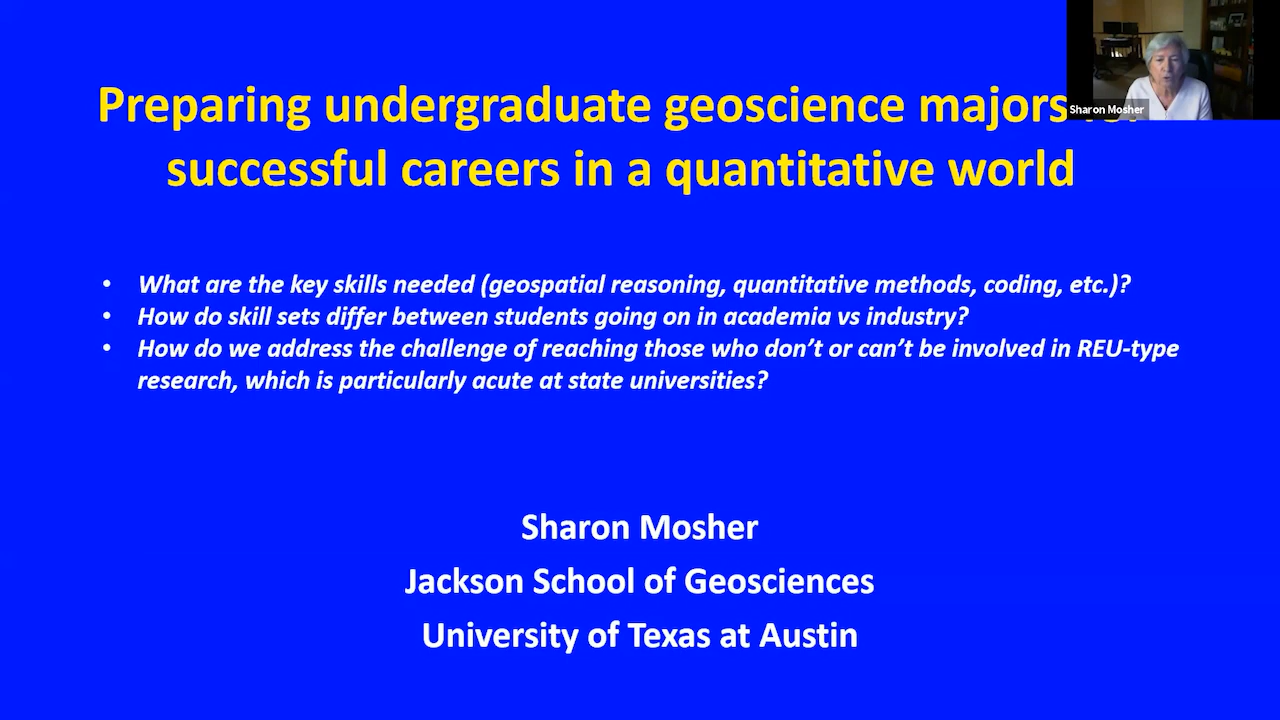 Preparing undergraduate geoscience majors for
successful careers in a quantitative world
Sharon Mosher
• What are the key skills needed (geospatial reasoning, quantitative methods, coding, etc.)?
• How do skill sets differ between students going on in academia vs industry?
• How do we address the challenge of reaching those who don’t or can’t be involved in REU-type
research, which is particularly acute at state universities?
Sharon Mosher
Jackson School of Geosciences
University of Texas at Austin